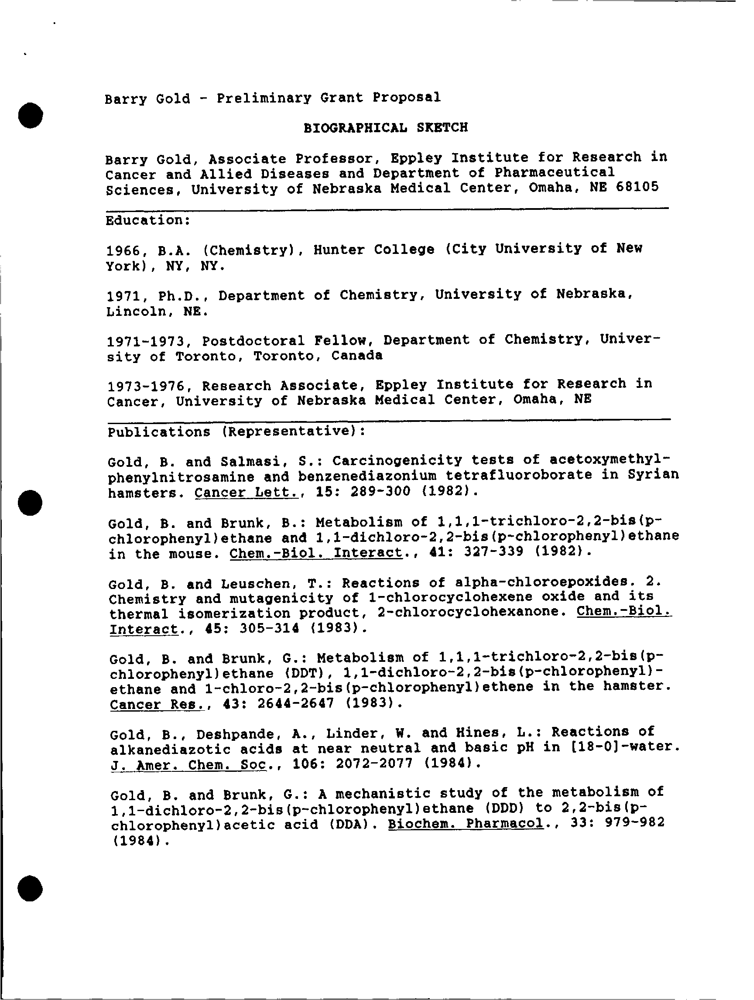 Barry Gold - Preliminary Grant Proposal
BIOGRAPHICAL SKETCH
Barry Gold, Associate Professor, Eppley Institute for Research in
Cancer and Allied Diseases and Department of Pharmaceutical
Sciences, University of Nebraska Medical Center, Omaha, NE 68105
Education:
1966, B.A. (Chemistry), Hunter College (City University of New
York), NY, NY.
1971, Ph.D., Department of Chemistry, University of Nebraska,
Lincoln, NE.
1971-1973, Postdoctoral Fellow, Department of Chemistry, Univer-
sity of Toronto, Toronto, Canada
1973-1976, Research Associate, Eppley Institute for Research in
Cancer, University of Nebraska Medical Center, Omaha, NE
Publications (Representative):
Gold, B. and Salmasi, S.: Carcinogenicity tests of acetoxymethyl-
phenylnitrosamine and benzenediazonium tetrafluoroborate in Syrian
hamsters. Cancer Lett., 15: 289-300 (1982).
Gold, B. and Brunk, B.: Metabolism of 1,1,1-trichloro-2,2-bis(p-
chlorophenyl)ethane and 1,1-dichloro-2,2-bis(p-chlorophenyl)ethane
in the mouse. Chem.-Biol. Interact., 41: 327-339 (1982).
Gold, B. and Leuschen, T.: Reactions of alpha-chloroepoxides. 2.
Chemistry and mutagenicity of 1-chlorocyclohexene oxide and its
thermal isomerization product, 2-chlorocyclohexanone. Chem.-Biol.
Interact., 45: 305-314 (1983).
Gold, B. and Brunk, G.: Metabolism of 1,1,1-trichloro-2,2-bis(p-
chlorophenyl)ethane (DDT), 1,1-dichloro-2,2-bis(p-chlorophenyl)-
ethane and 1-chloro-2,2-bis(p-chlorophenyl)ethene in the hamster.
Cancer Res., 43: 2644-2647 (1983).
Gold, B., Deshpande, A., Linder, W. and Hines, L.: Reactions of
alkanediazotic acids at near neutral and basic pH in [18-0]-water.
J. Amer. Chem. Soc., 106: 2072-2077 (1984).
Gold, B. and Brunk, G.: A mechanistic study of the metabolism of
1,1-dichloro-2,2-bis(p-chlorophenyl)ethane (DDD) to 2,2-bis(p-
chlorophenyl)acetic acid (DDA). Biochem. Pharmacol., 33: 979-982
(1984).